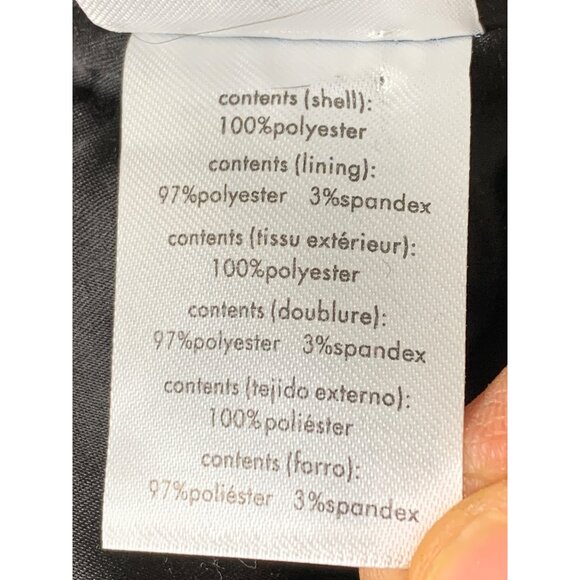 contents (shell):
100%polyester
contents (lining):
97%polyester 3%spandex
contents (tissu extérieur):
100%polyester
contents (doublure):
97%polyester 3%spandex
contents (tejido externo):
100%poliéster
contents (forro):
97%poliéster 3%spandex